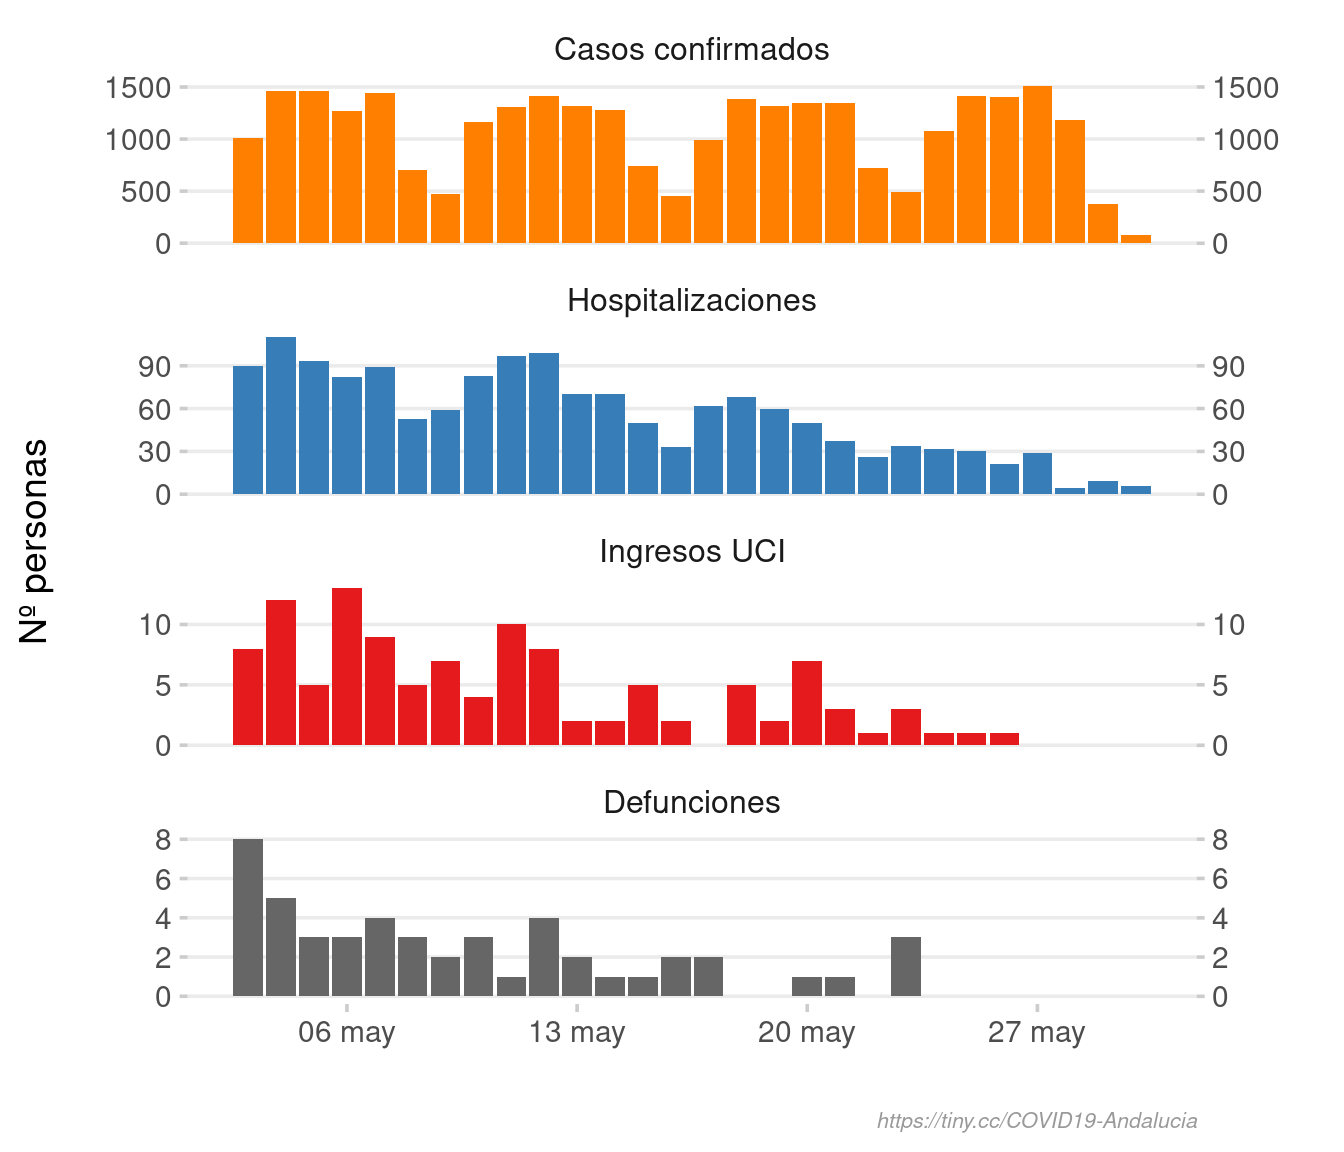 Casos confirmados
1500 1500
1000 1000
500 500
0 0
Hospitalizaciones
90 90
60 60
30 30
0 0
Nº personas
Ingresos UCI
10 10
5 5
0 0
Defunciones
8 8
6 6
4 4
2 2
0 0
06 may 13 may 20 may 27 may
https://tiny.cc/COVID19-Andalucia